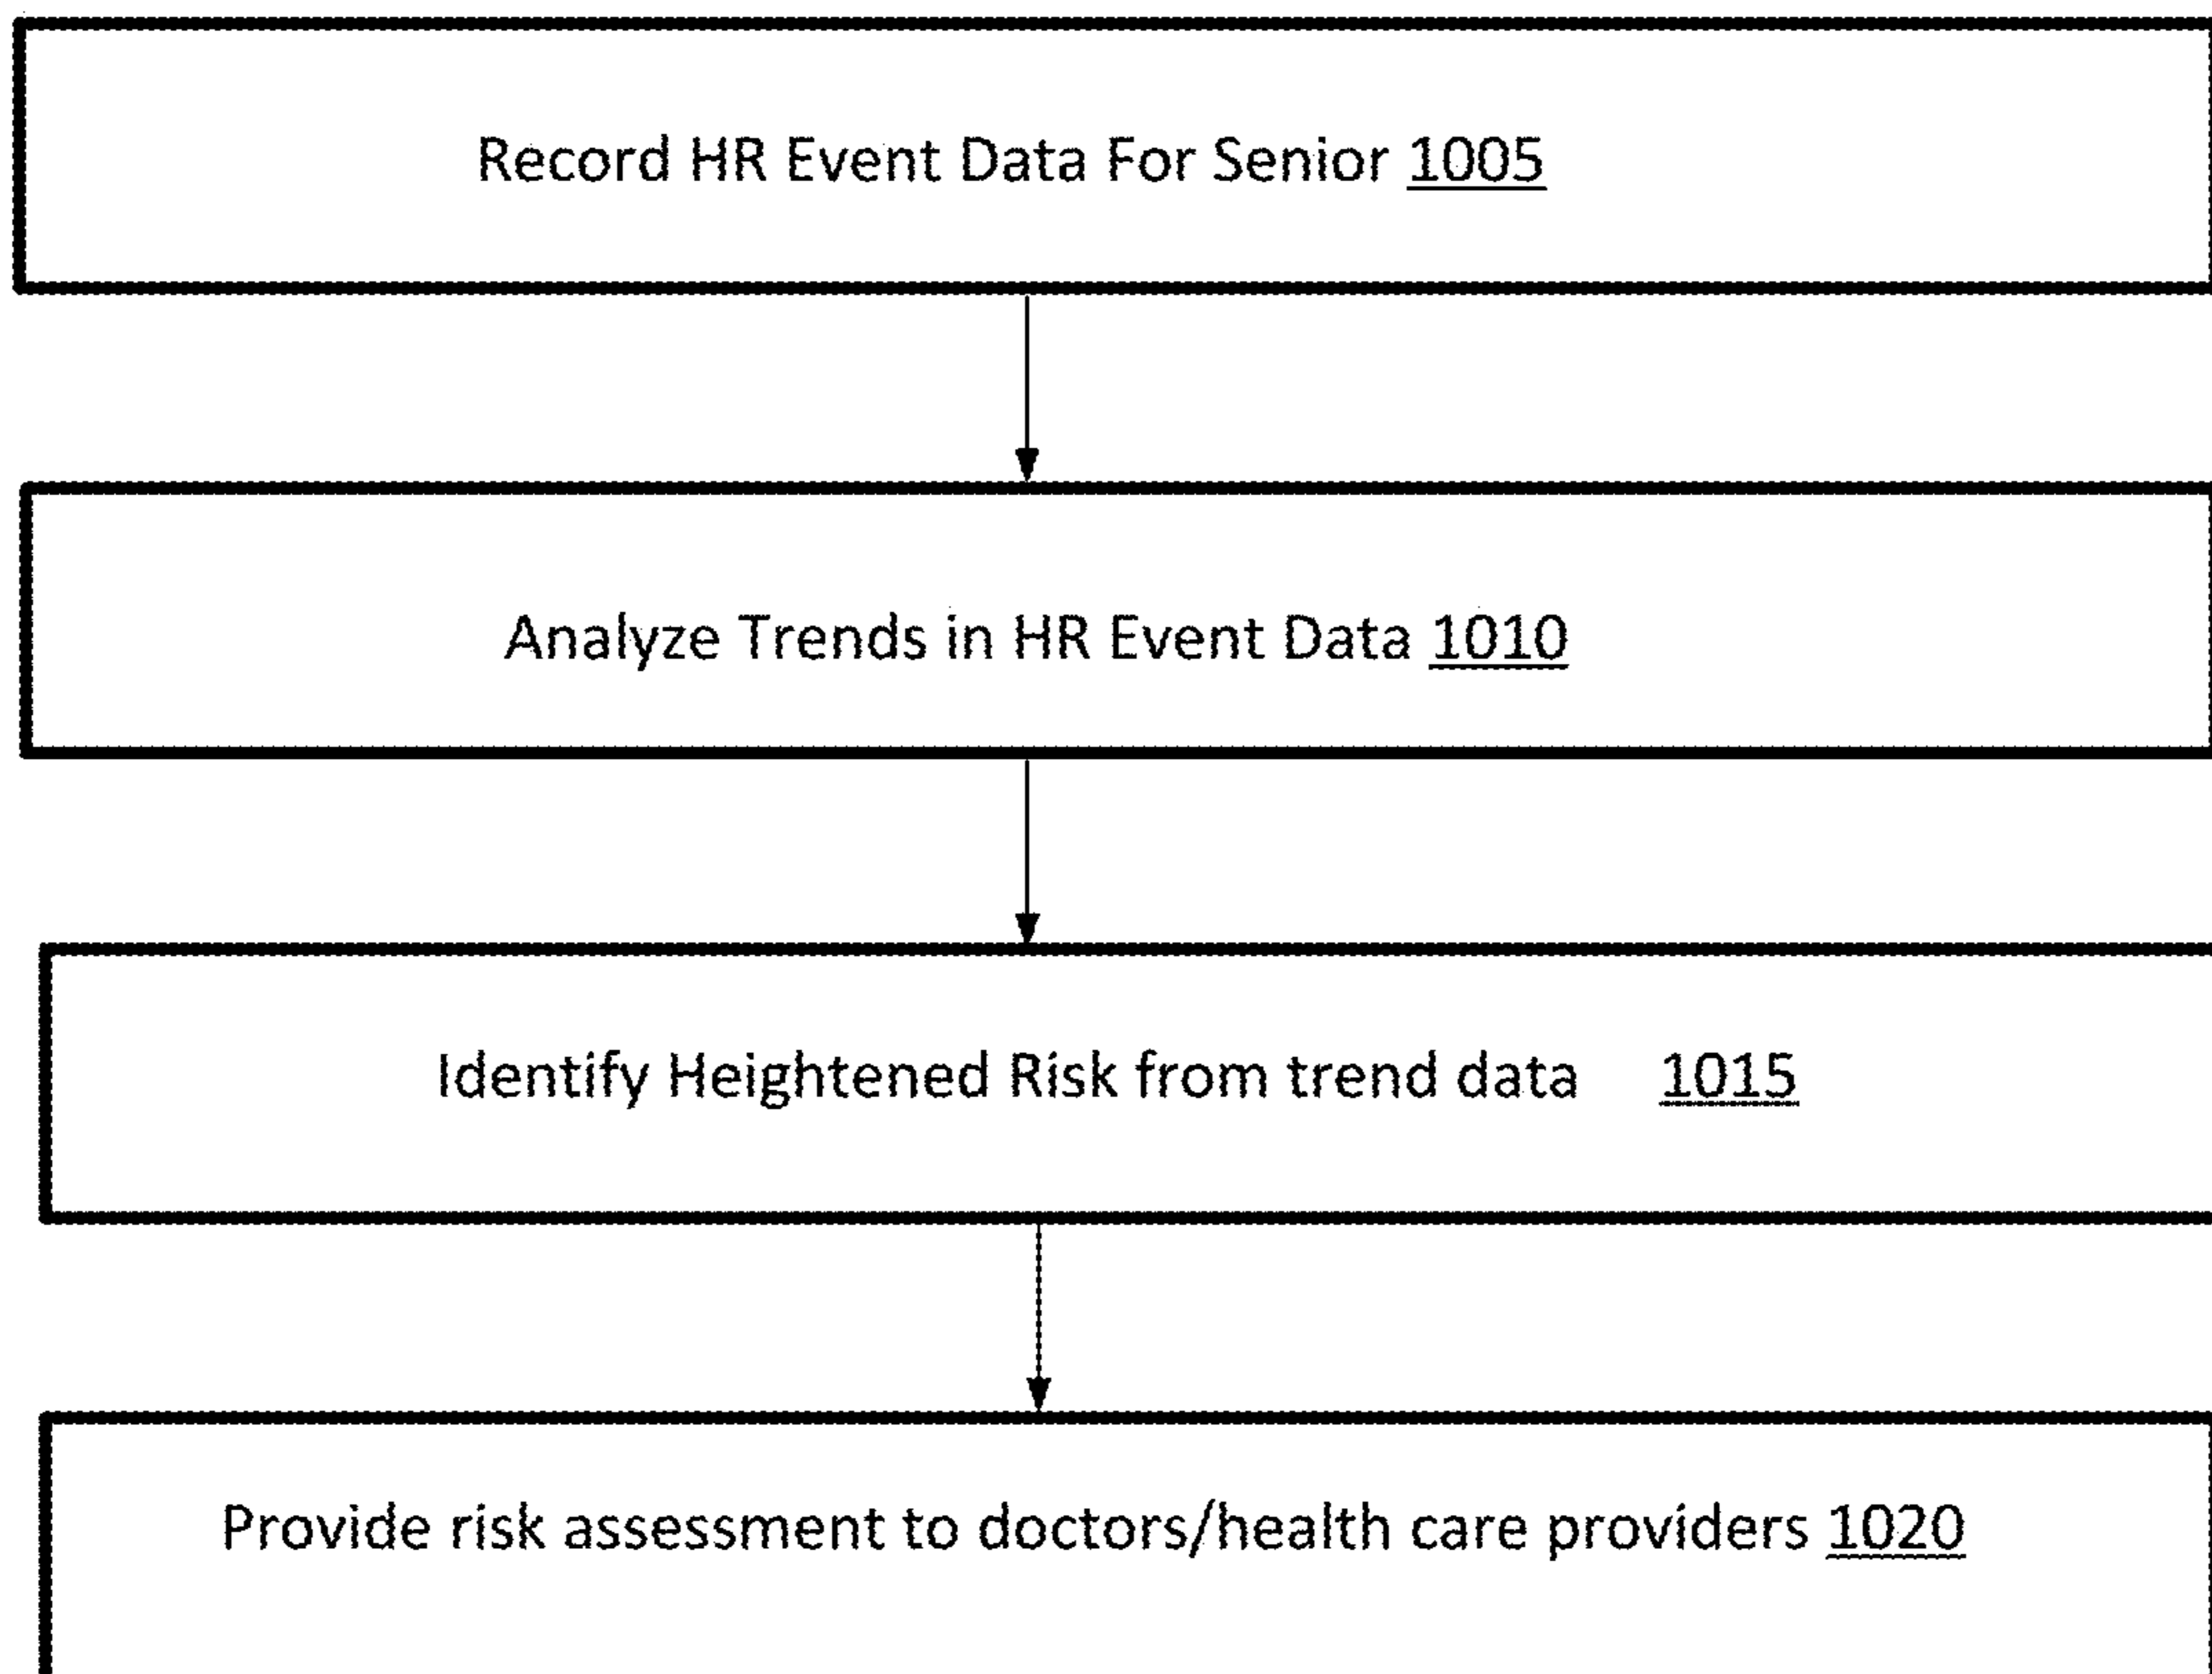 Record HR Event Data For Senior 1005
Analyze Trends in HR Event Data 1010
Identify Heightened Risk from trend data 1015
Provide risk assessment to doctors/health care providers 1020